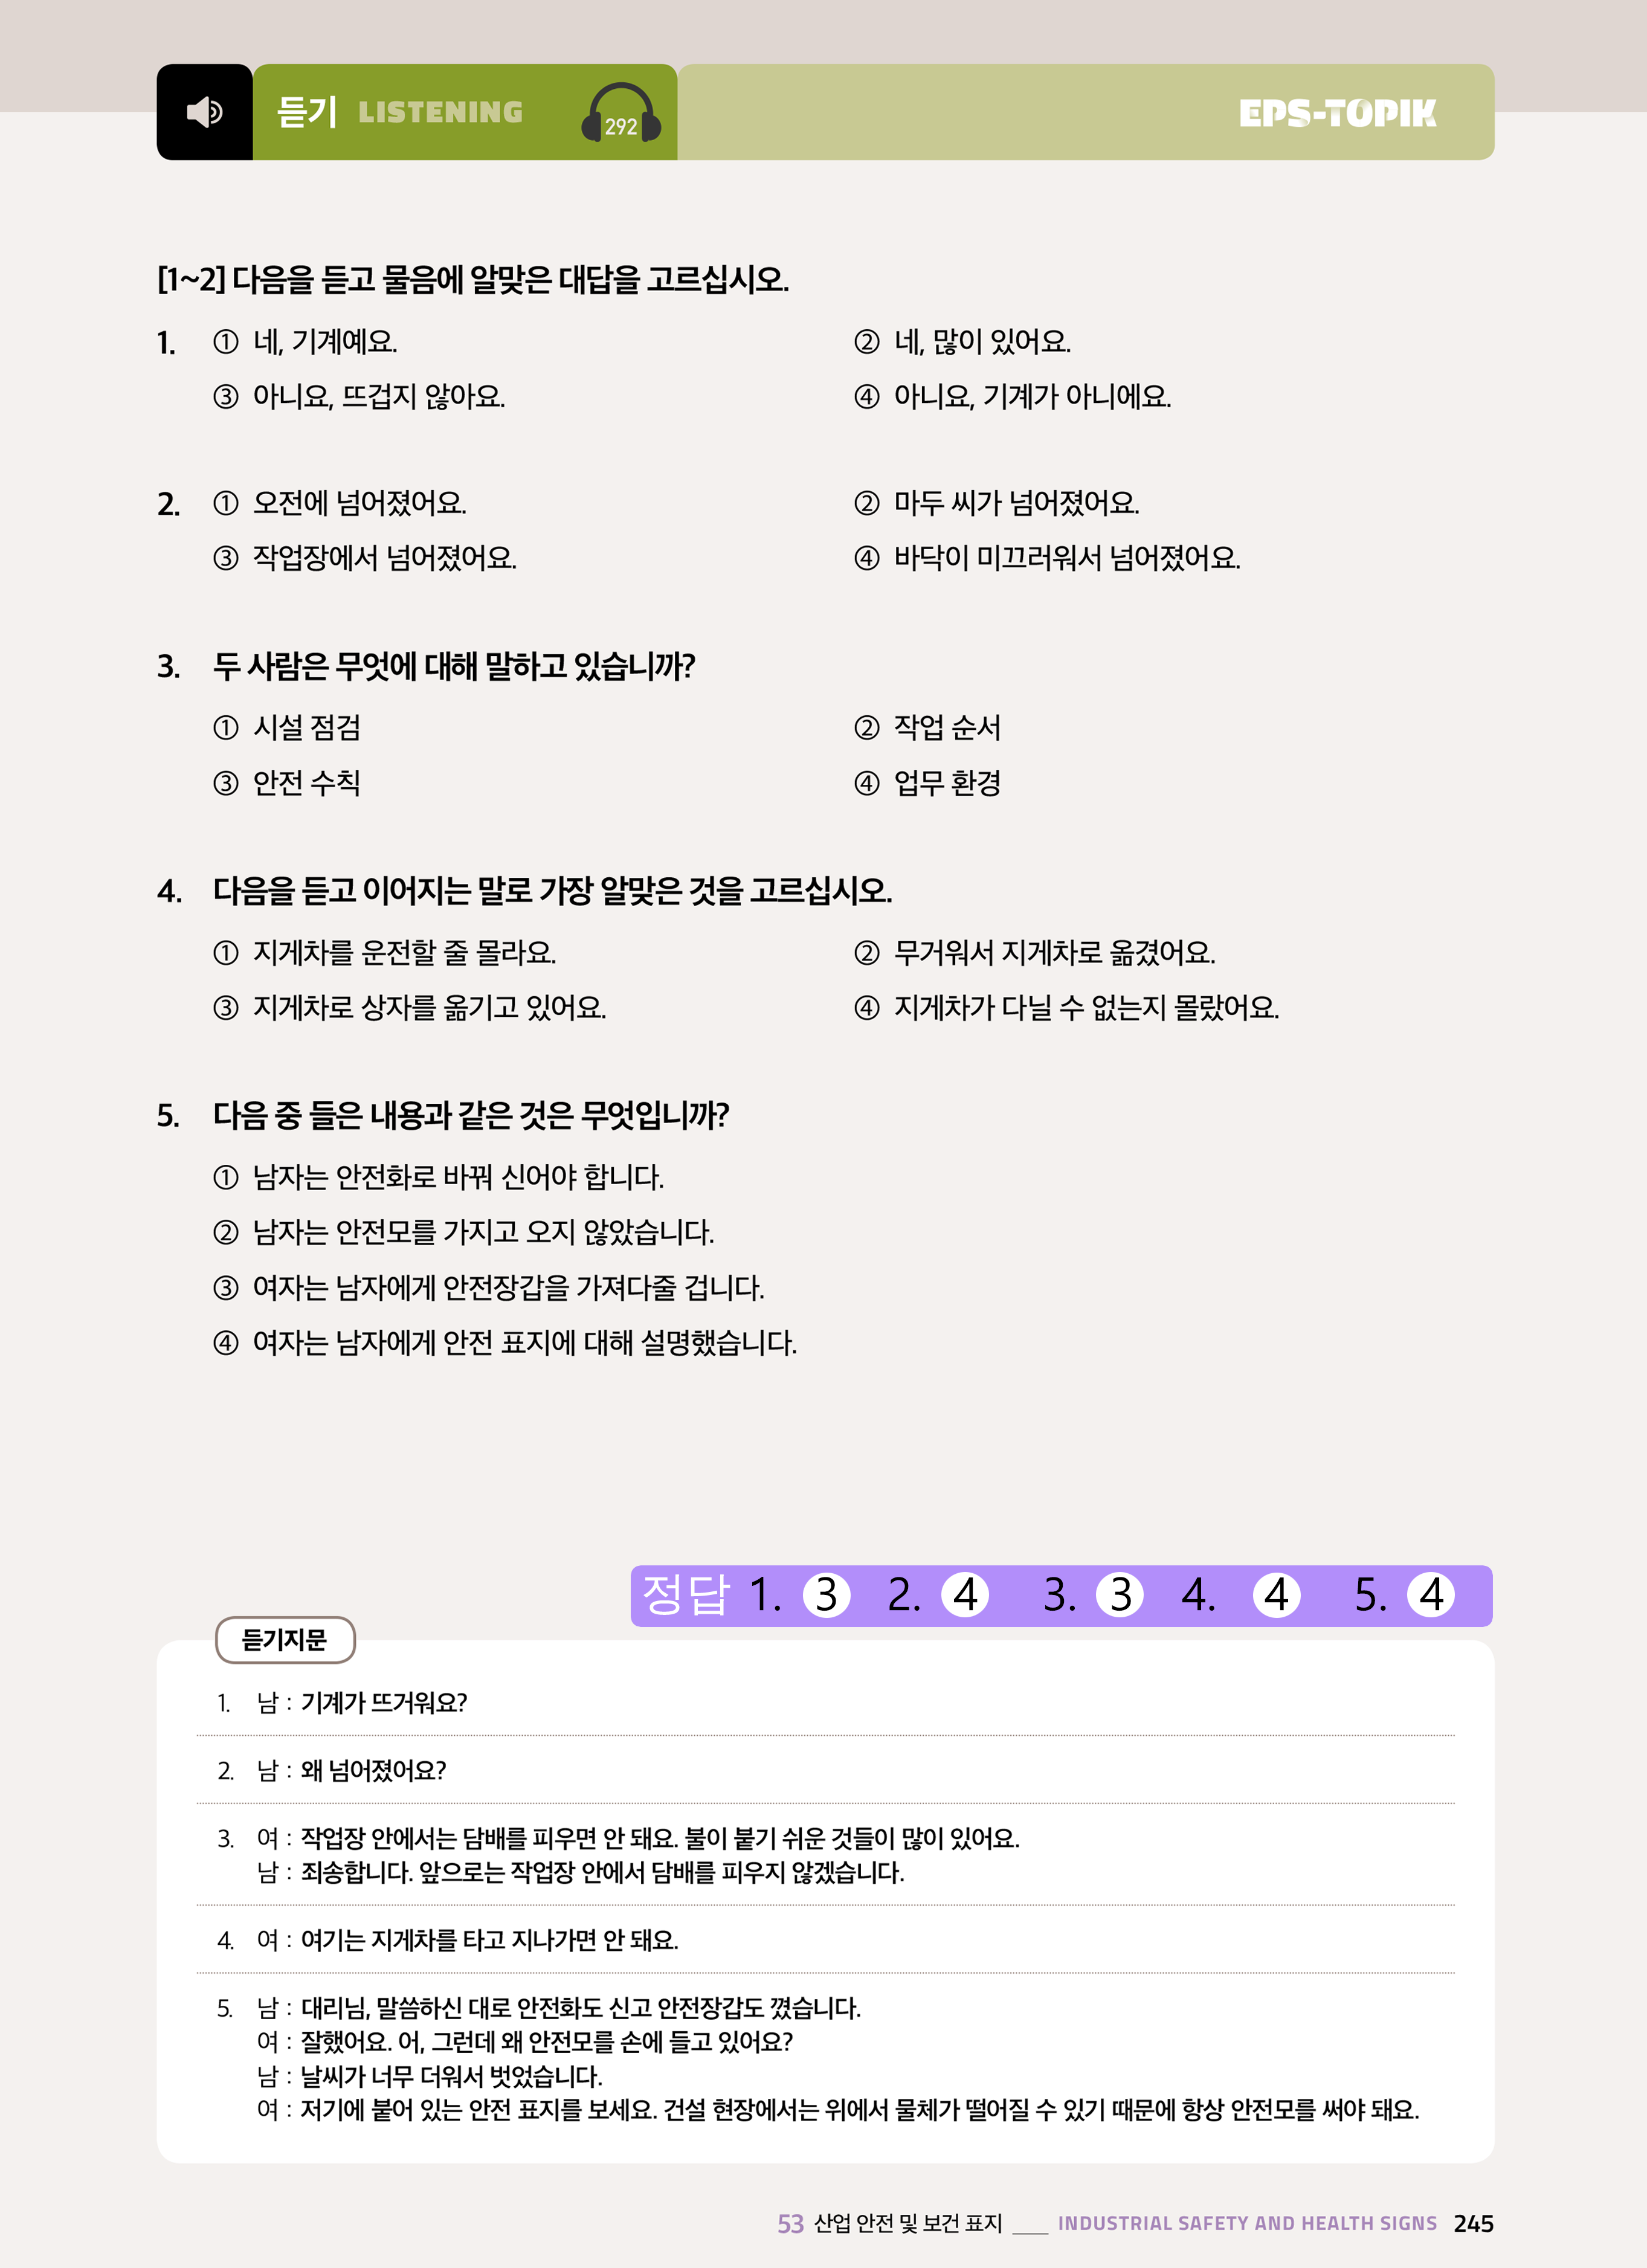 듣기 LISTENING 292 EPS-TOPIK
[1~2] 다음을 듣고 물음에 알맞은 대답을 고르십시오.
1. ① 네, 기계예요. ② 네, 많이 있어요.
③ 아니요, 뜨겁지 않아요. ④ 아니요, 기계가 아니에요.
2. ① 오전에 넘어졌어요. ② 마두 씨가 넘어졌어요.
③ 작업장에서 넘어졌어요. ④ 바닥이 미끄러워서 넘어졌어요.
3. 두 사람은 무엇에 대해 말하고 있습니까?
① 시설 점검 ② 작업 순서
③ 안전 수칙 ④ 업무 환경
4. 다음을 듣고 이어지는 말로 가장 알맞은 것을 고르십시오.
① 지게차를 운전할 줄 몰라요. ② 무거워서 지게차로 옮겼어요.
③ 지게차로 상자를 옮기고 있어요. ④ 지게차가 다닐 수 없는지 몰랐어요.
5. 다음 중 들은 내용과 같은 것은 무엇입니까?
① 남자는 안전화로 바꿔 신어야 합니다.
② 남자는 안전모를 가지고 오지 않았습니다.
③ 여자는 남자에게 안전장갑을 가져다줄 겁니다.
④ 여자는 남자에게 안전 표지에 대해 설명했습니다.
정답 1. 3 2. 4 3. 3 4. 4 5. 4
듣기지문
1. 남 : 기계가 뜨거워요?
2. 남 : 왜 넘어졌어요?
3. 여 : 작업장 안에서는 담배를 피우면 안 돼요. 불이 붙기 쉬운 것들이 많이 있어요.
남 : 죄송합니다. 앞으로는 작업장 안에서 담배를 피우지 않겠습니다.
4. 여 : 여기는 지게차를 타고 지나가면 안 돼요.
5. 남 : 대리님, 말씀하신 대로 안전화도 신고 안전장갑도 꼈습니다.
여 : 잘했어요. 어, 그런데 왜 안전모를 손에 들고 있어요?
남 : 날씨가 너무 더워서 벗었습니다.
여 : 저기에 붙어 있는 안전 표지를 보세요. 건설 현장에서는 위에서 물체가 떨어질 수 있기 때문에 항상 안전모를 써야 돼요.
53 산업 안전 및 보건 표지 ___ INDUSTRIAL SAFETY AND HEALTH SIGNS 245